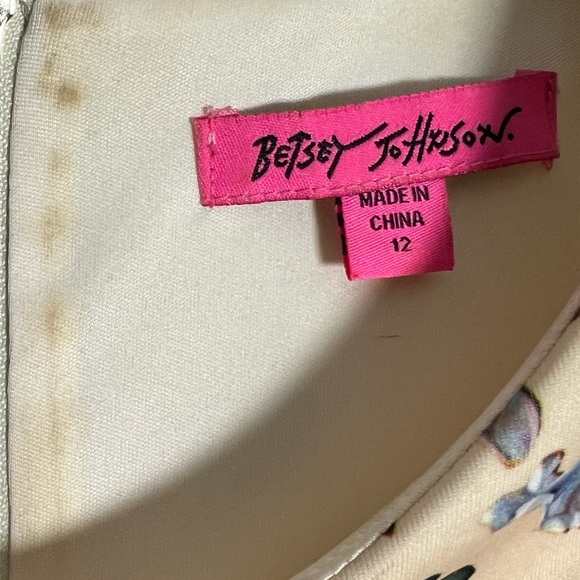 BETSEY JOHNSON.
MADE IN
CHINA
12